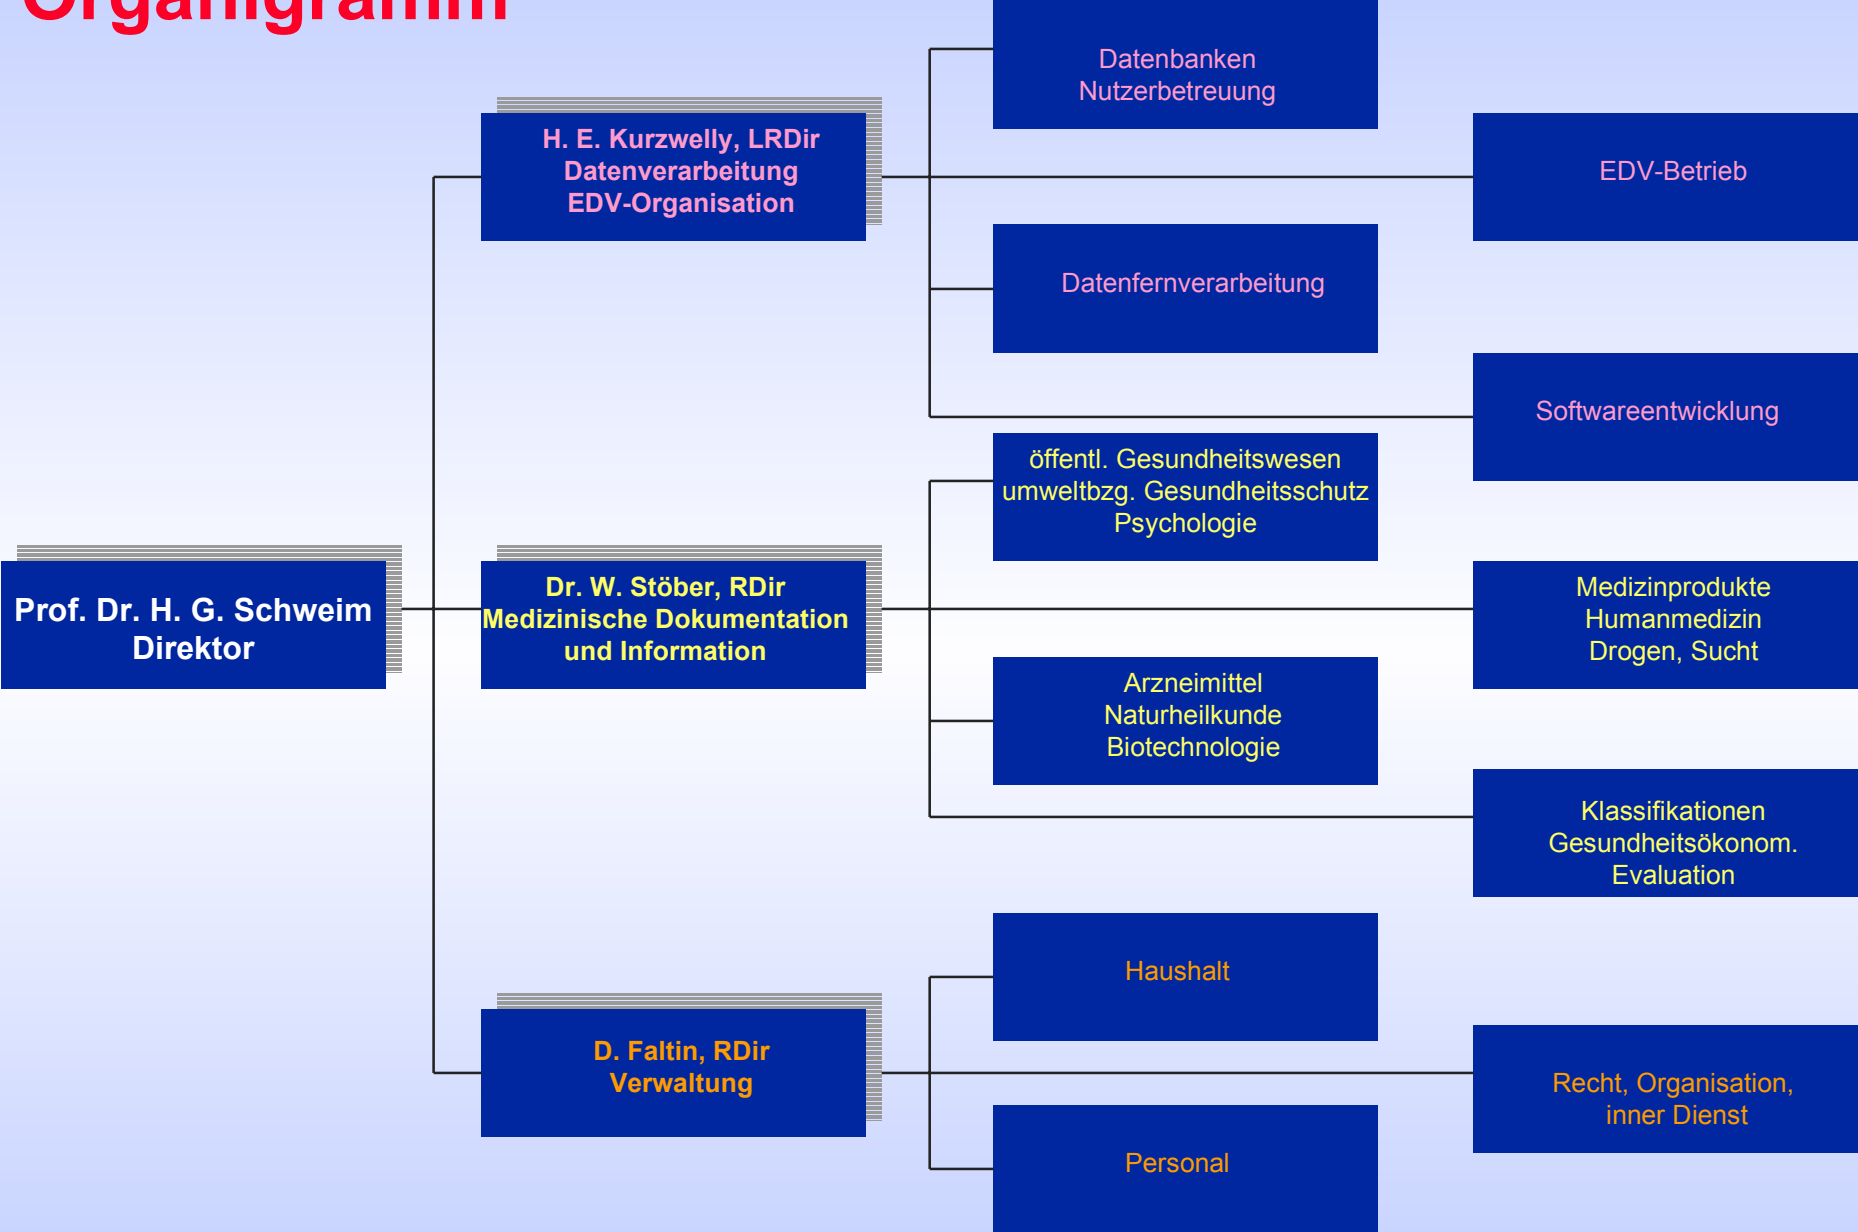 Organigramm
Datenbanken
Nutzerbetreuung
H. E. Kurzwelly, LRDir
Datenverarbeitung
EDV-Organisation
EDV-Betrieb
Datenfernverarbeitung
Softwareentwicklung
öffentl. Gesundheitswesen
umweltbzg. Gesundheitsschutz
Psychologie
Prof. Dr. H. G. Schweim
Direktor
Dr. W. Stöber, RDir
Medizinische Dokumentation
und Information
Medizinprodukte
Humanmedizin
Drogen, Sucht
Arzneimittel
Naturheilkunde
Biotechnologie
Klassifikationen
Gesundheitsökonom.
Evaluation
Haushalt
D. Faltin, RDir
Verwaltung
Recht, Organisation,
inner Dienst
Personal